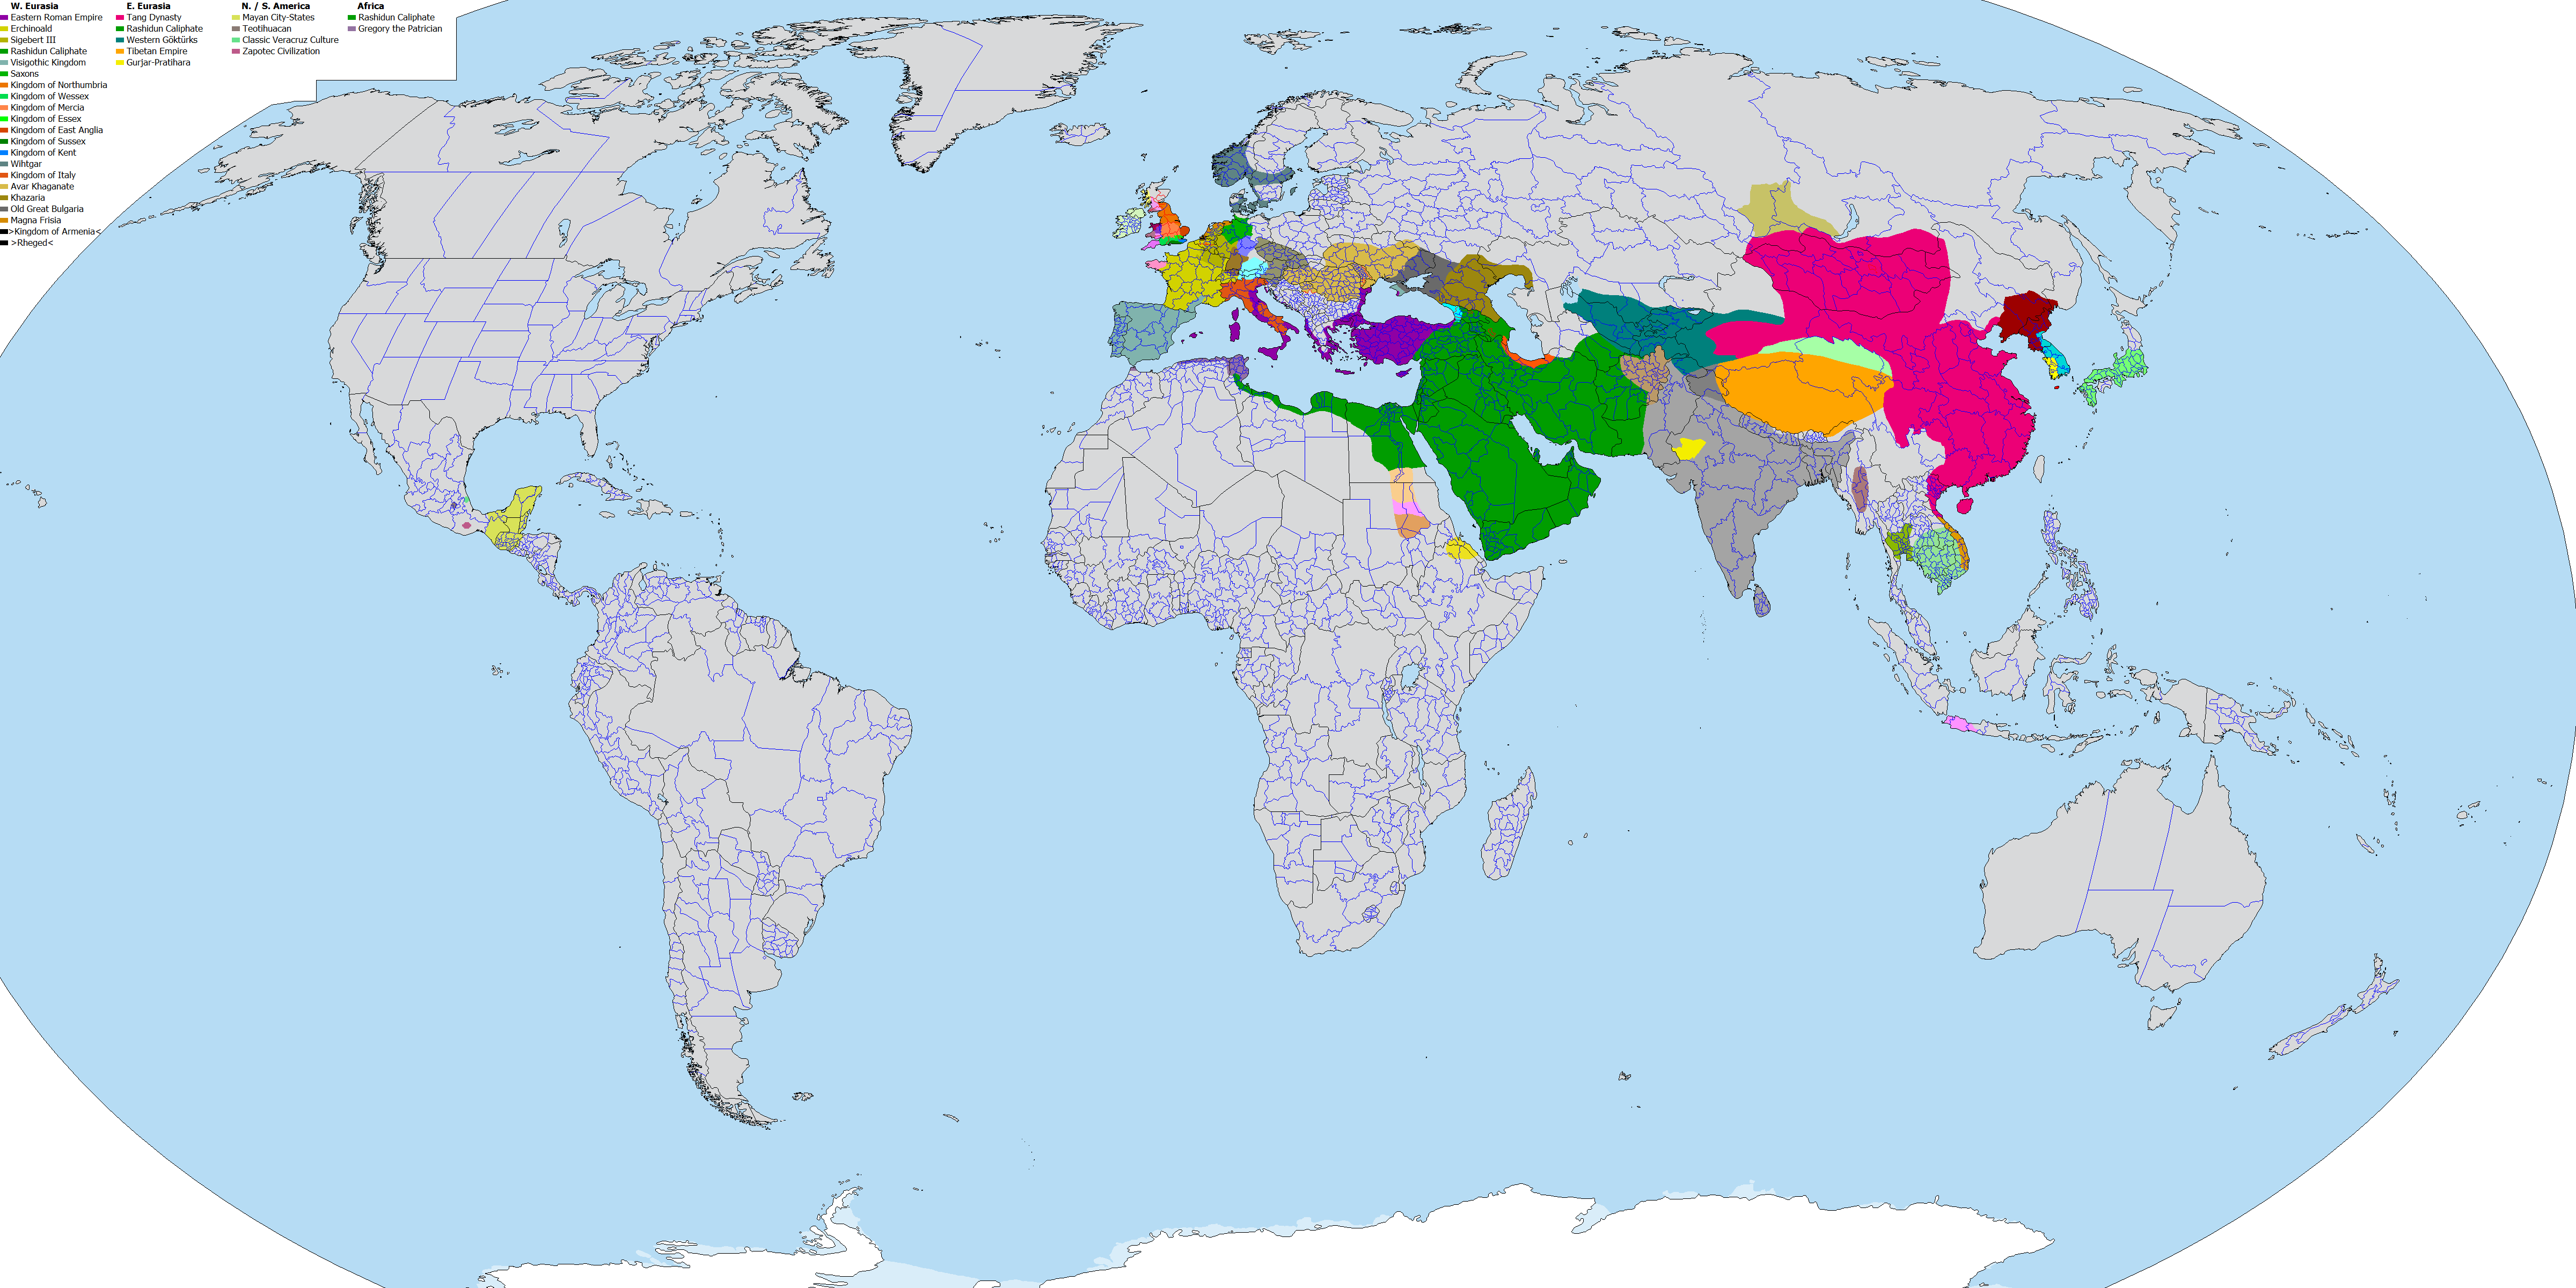 W. Eurasia
Eastern Roman Empire
Erchinoald
Sigebert III
Rashidun Caliphate
Visigothic Kingdom
Saxons
Kingdom of Northumbria
Kingdom of Wessex
Kingdom of Mercia
Kingdom of Essex
Kingdom of East Anglia
Kingdom of Sussex
Kingdom of Kent
Wihtgar
Kingdom of Italy
Avar Khaganate
Khazaria
Old Great Bulgaria
Magna Frisia
>Kingdom of Armenia<
>Rheged<
E. Eurasia
Tang Dynasty
Rashidun Caliphate
Western Göktürks
Tibetan Empire
Gurjar-Pratihara
N. / S. America
Mayan City-States
Teotihuacan
Classic Veracruz Culture
Zapotec Civilization
Africa
Rashidun Caliphate
Gregory the Patrician